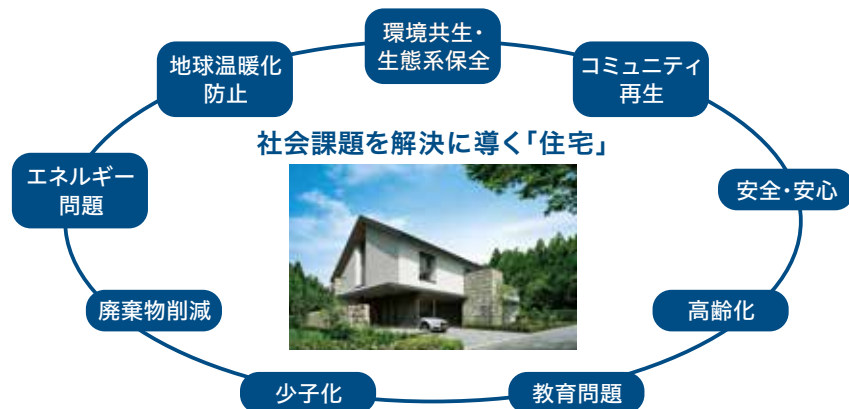 環境共生・
生態系保全
地球温暖化
防止
コミュニティ
再生
社会課題を解決に導く「住宅」
エネルギー
問題
安全・安心
廃棄物削減
高齢化
少子化
教育問題